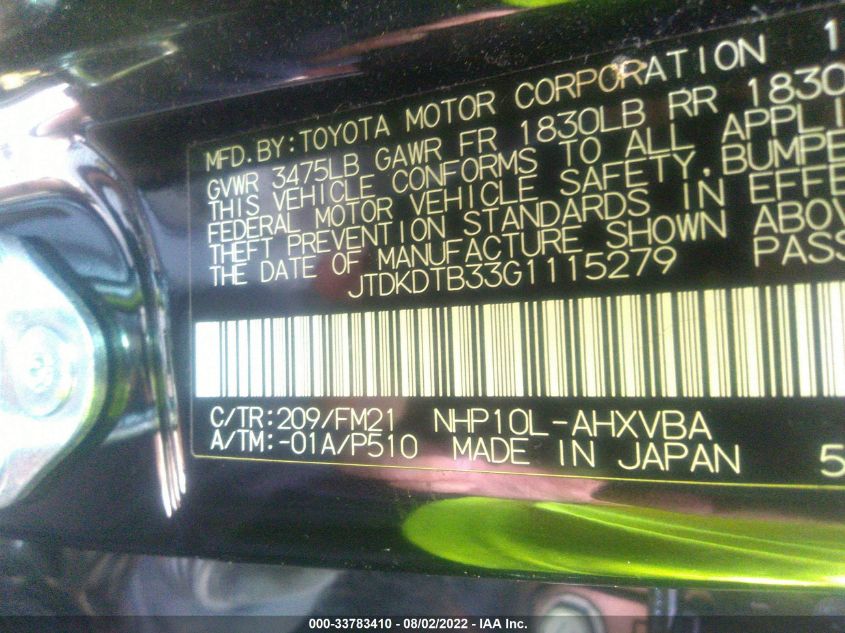 MFD.BY:TOYOTA MOTOR CORPORATION 1
GVWR 3475LB GAWR FR 1830LB RR 1830
THIS VEHICLE CONFORMS TO ALL APPLI
FEDERAL MOTOR VEHICLE SAFETY,BUMPE
THEFT PREVENTION STANDARDS IN EFFE
THE DATE OF MANUFACTURE SHOWN ABOV
JTDKDTB33G1115279 PASS
C/TR:209/FM21 NHP10L-AHXVBA
A/TM:-01A/P510 MADE IN JAPAN 5
000-33783410 - 08/02/2022 - IAA Inc.